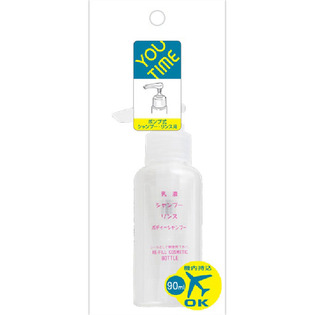 YOU
TIME
ポンプ式
シャンプー・リンス用
乳液
シャンプー
リンス
ボディーシャンプー
REFILL COSMETIC
BOTTLE
機内持込
90ml
OK